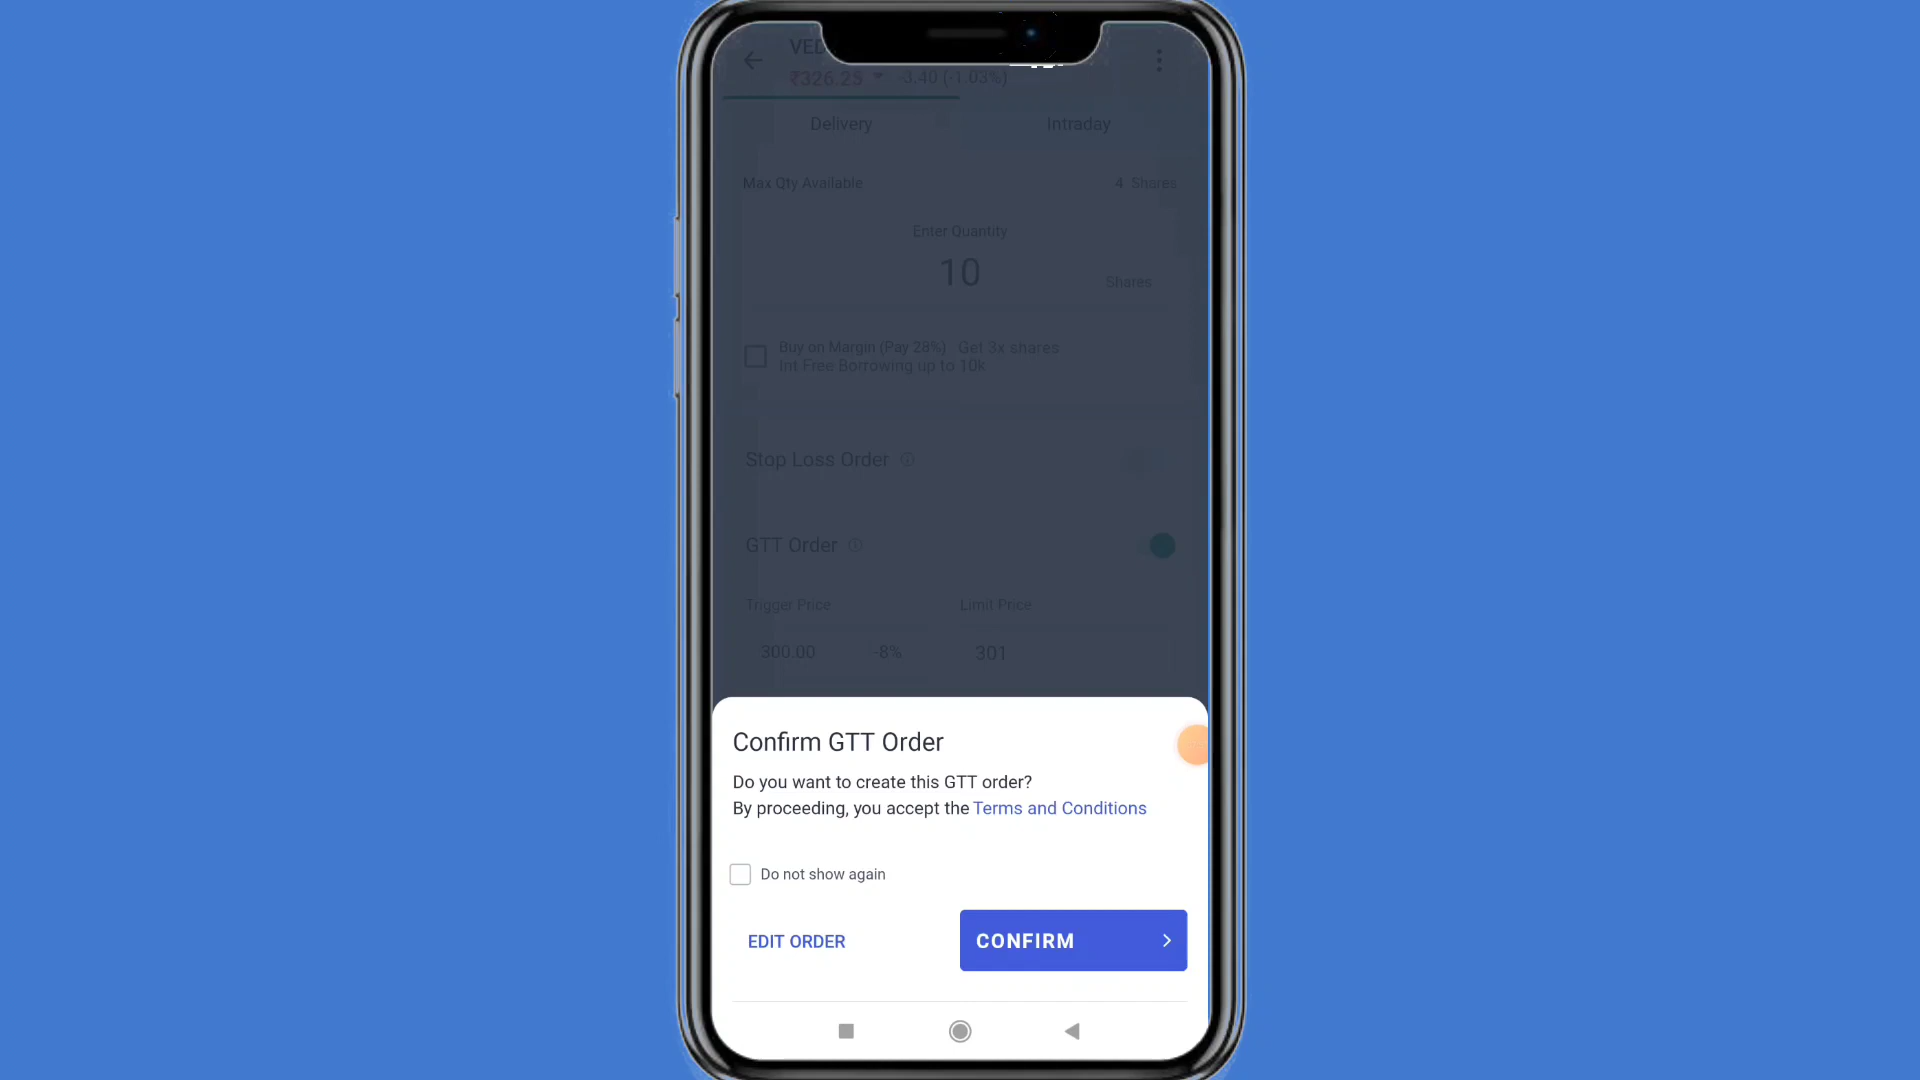 VED
₹326.25 -3.40 (-1.03%)
Delivery Intraday
Max Qty Available 4 Shares
Enter Quantity
10 Shares
Buy on Margin (Pay 28%) Get 3x shares
Int Free Borrowing up to 10k
Stop Loss Order
GTT Order
Trigger Price Limit Price
300.00 -8% 301
Confirm GTT Order
Do you want to create this GTT order?
By proceeding, you accept the Terms and Conditions
Do not show again
EDIT ORDER CONFIRM